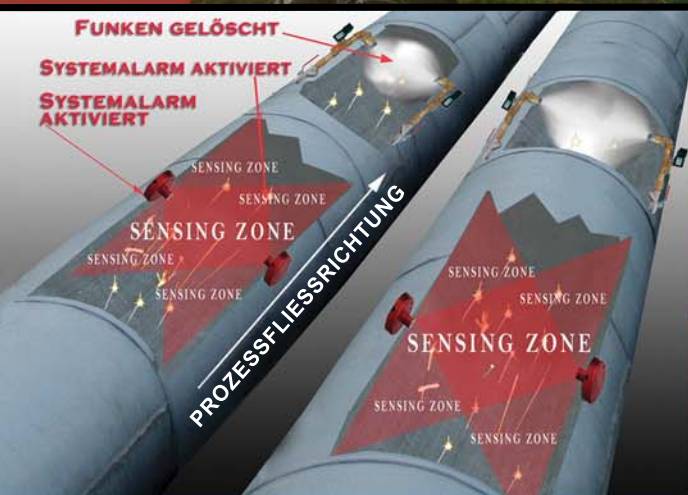 FUNKEN GELÖSCHT
SYSTEMALARM AKTIVIERT
SYSTEMALARM
AKTIVIERT
SENSING ZONE
SENSING ZONE
SENSING ZONE
SENSING ZONE
SENSING ZONE
PROZESSFLIESSRICHTUNG
SENSING ZONE
SENSING ZONE
SENSING ZONE
SENSING ZONE
SENSING ZONE